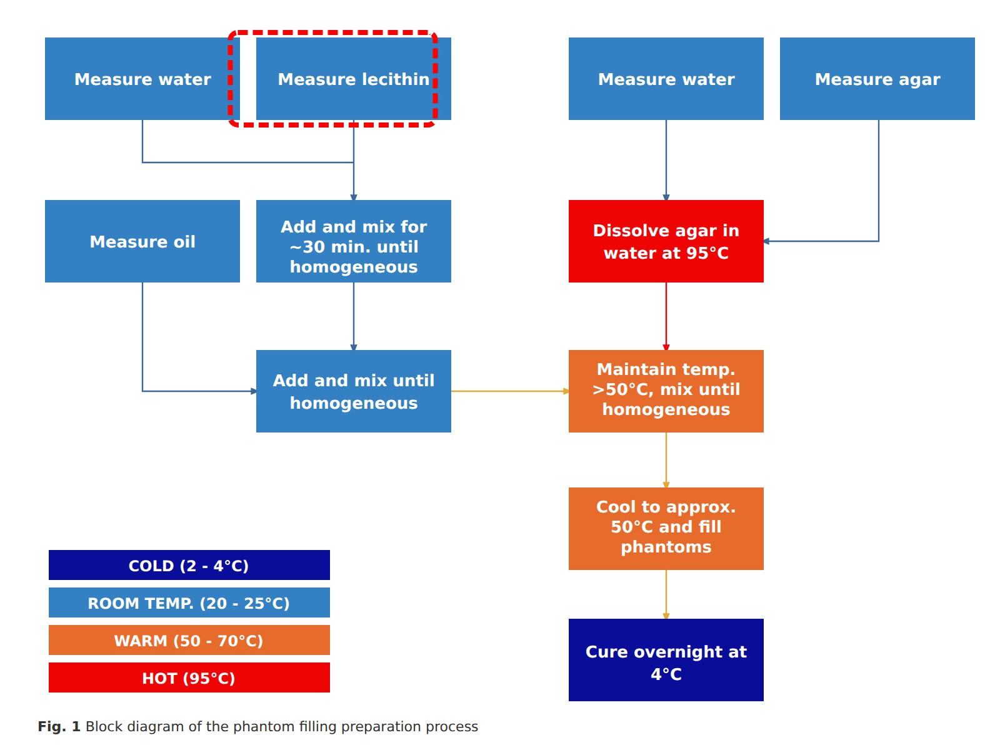 Measure water
Measure lecithin
Measure water
Measure agar
Measure oil
Add and mix for
~30 min. until
homogeneous
Dissolve agar in
water at 95°C
Add and mix until
homogeneous
Maintain temp.
>50°C, mix until
homogeneous
Cool to approx.
50°C and fill
phantoms
COLD (2 - 4°C)
ROOM TEMP. (20 - 25°C)
WARM (50 - 70°C)
HOT (95°C)
Cure overnight at
4°C
Fig. 1 Block diagram of the phantom filling preparation process